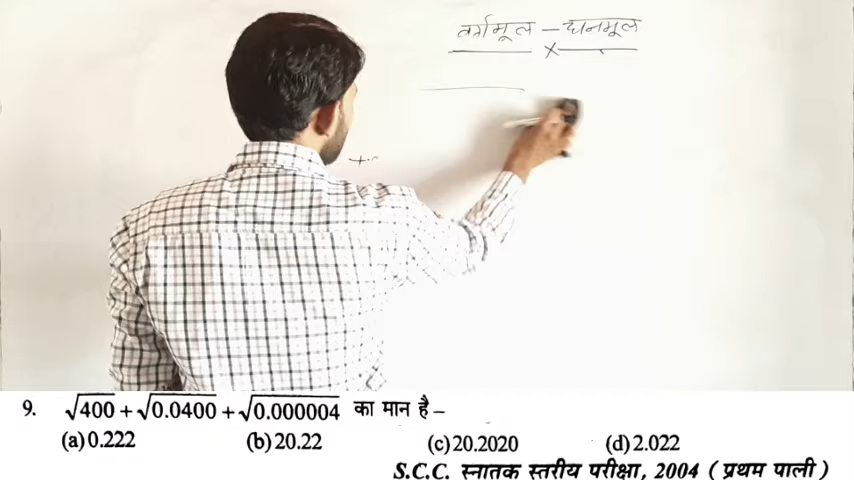 वर्गमूल – घनमूल
×
9. √400 + √0.0400 + √0.000004 का मान है–
(a) 0.222 (b) 20.22 (c) 20.2020 (d) 2.022
S.C.C. स्नातक स्तरीय परीक्षा, 2004 ( प्रथम पाली )